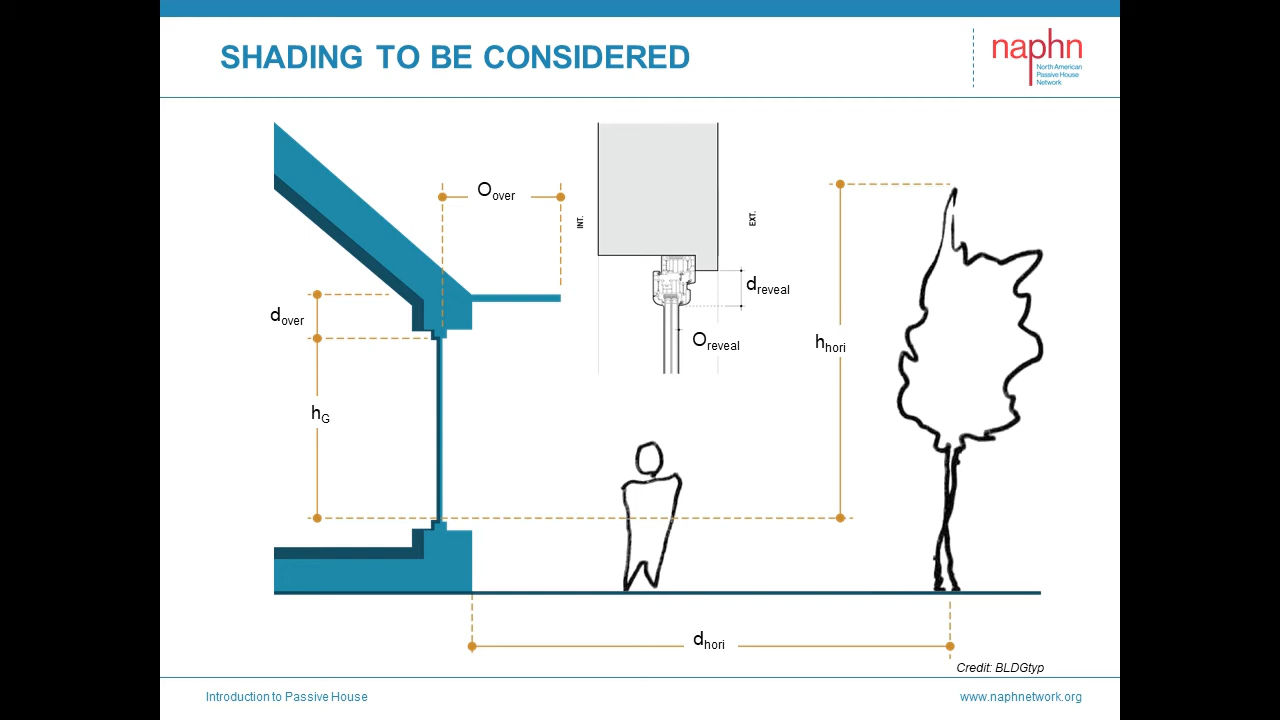 SHADING TO BE CONSIDERED
naphn
North American
Passive House
Network
Oover
INT.
EXT.
dreveal
dover
Oreveal
hhori
hG
dhori
Credit: BLDGtyp
Introduction to Passive House
www.naphnetwork.org